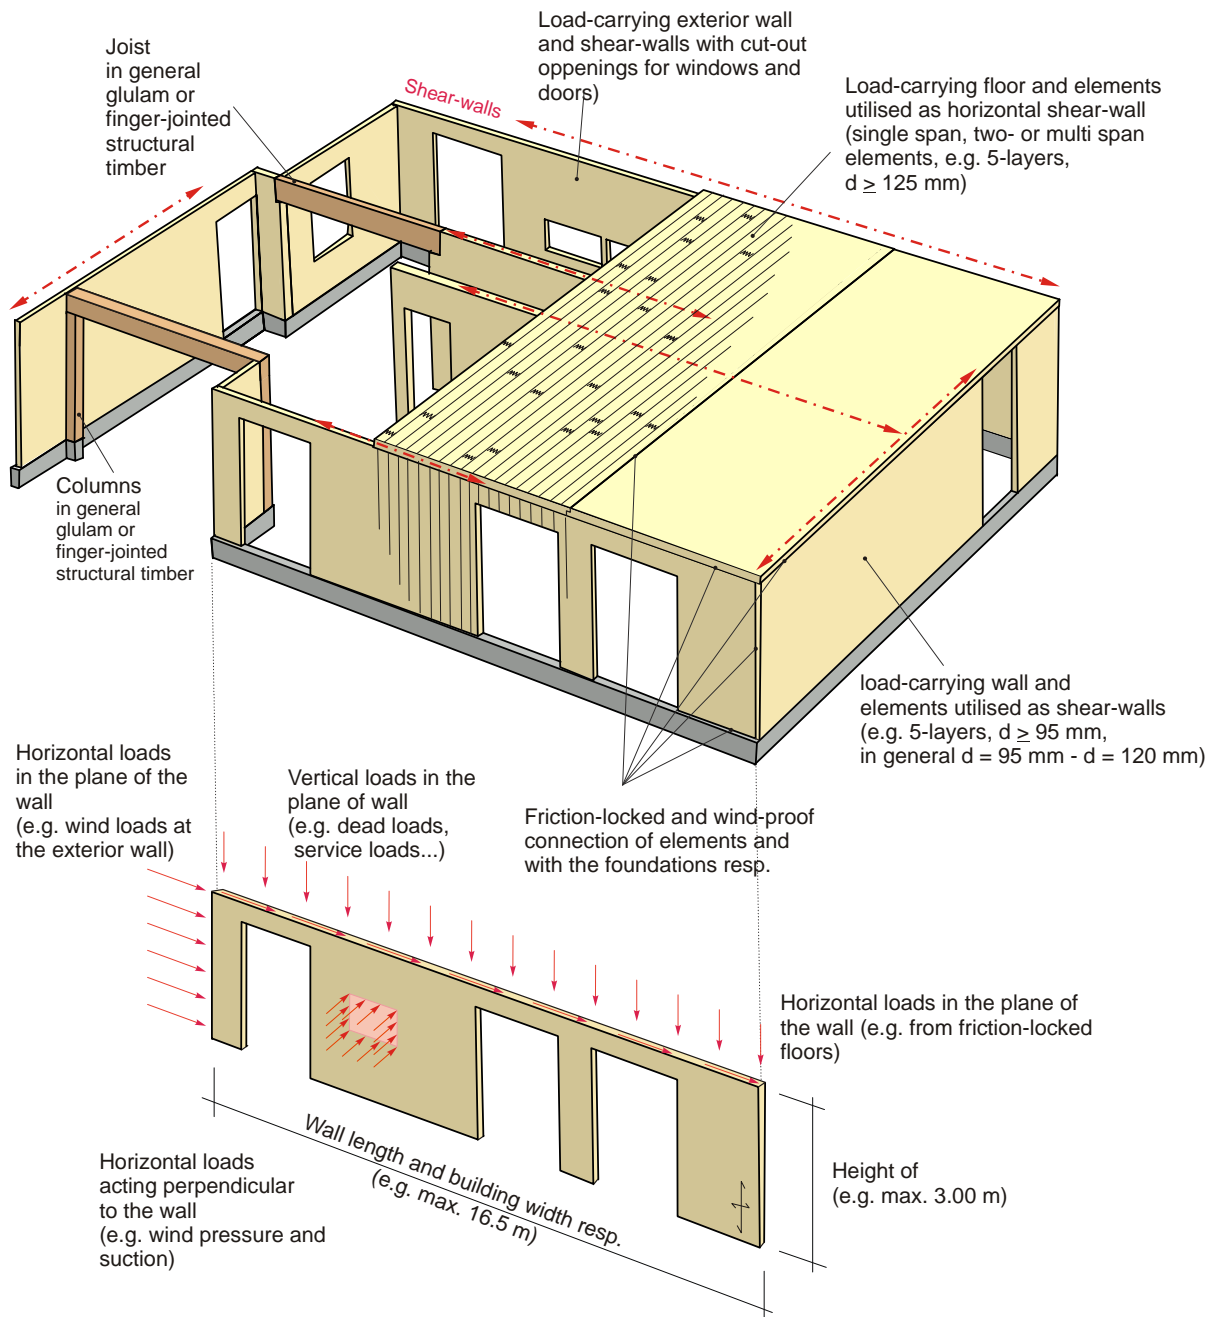 Joist
in general
glulam or
finger-jointed
structural
timber
Load-carrying exterior wall
and shear-walls with cut-out
oppenings for windows and
doors)
Shear-walls
Load-carrying floor and elements
utilised as horizontal shear-wall
(single span, two- or multi span
elements, e.g. 5-layers,
d ≥ 125 mm)
Columns
in general
glulam or
finger-jointed
structural timber
load-carrying wall and
elements utilised as shear-walls
(e.g. 5-layers, d ≥ 95 mm,
in general d = 95 mm - d = 120 mm)
Friction-locked and wind-proof
connection of elements and
with the foundations resp.
Horizontal loads
in the plane of the
wall
(e.g. wind loads at
the exterior wall)
Vertical loads in the
plane of wall
(e.g. dead loads,
service loads...)
Horizontal loads in the plane of
the wall (e.g. from friction-locked
floors)
Wall length and building width resp.
(e.g. max. 16.5 m)
Height of
(e.g. max. 3.00 m)
Horizontal loads
acting perpendicular
to the wall
(e.g. wind pressure and
suction)